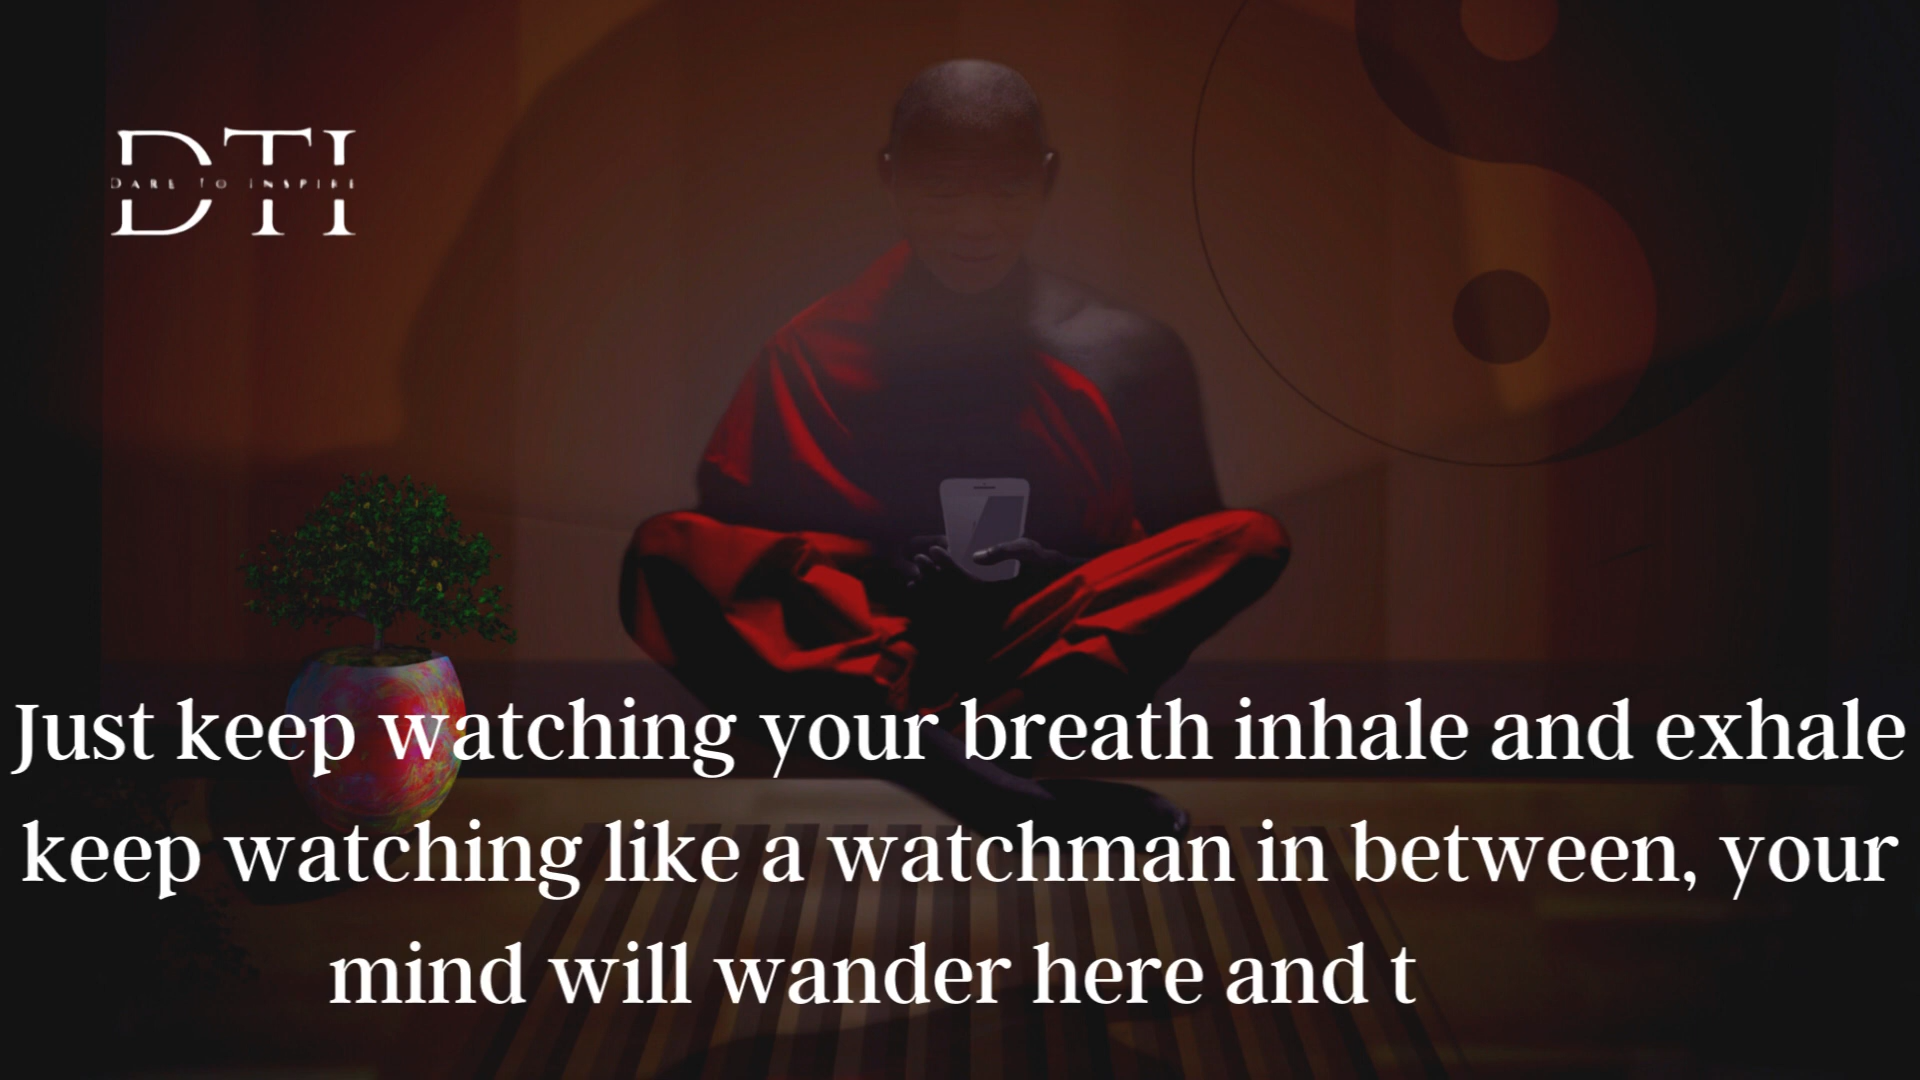 DTI
DARE TO INSPIRE
Just keep watching your breath inhale and exhale
keep watching like a watchman in between, your
mind will wander here and t